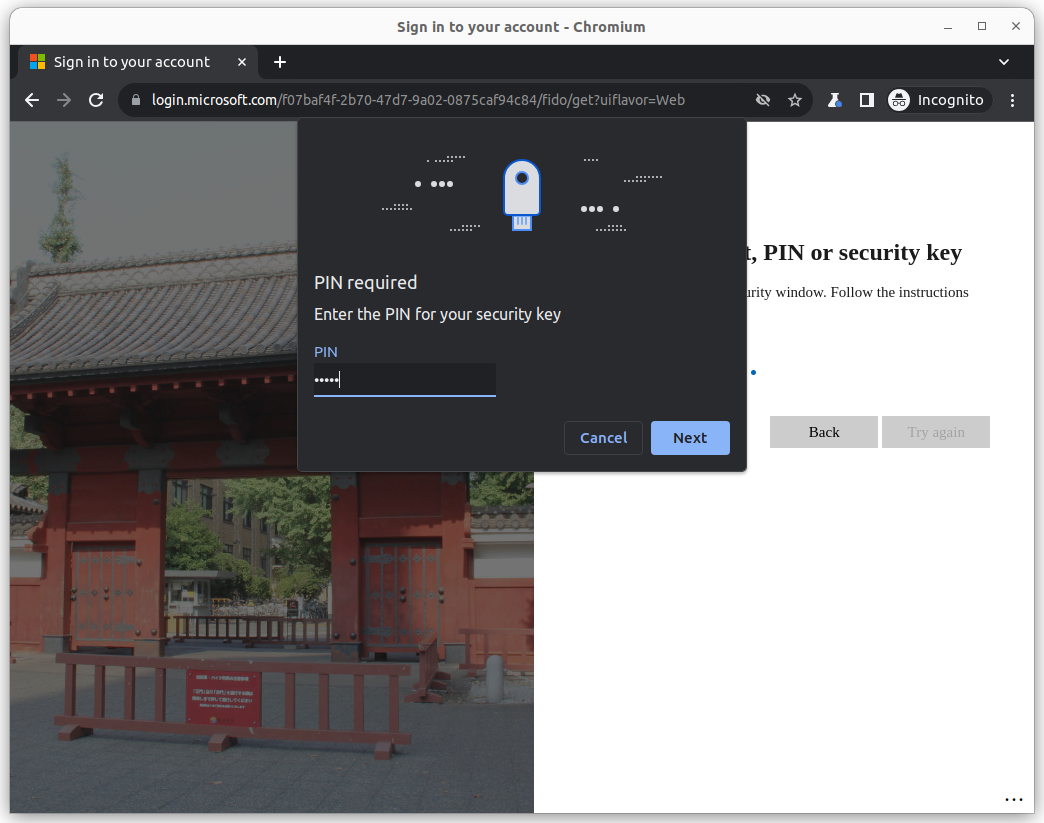 Sign in to your account - Chromium
Sign in to your account
login.microsoft.com/f07baf4f-2b70-47d7-9a02-0875caf94c84/fido/get?uiflavor=Web
Incognito
PIN required
Enter the PIN for your security key
PIN
•••••
Cancel
Next
, PIN or security key
urity window. Follow the instructions
Back
Try again